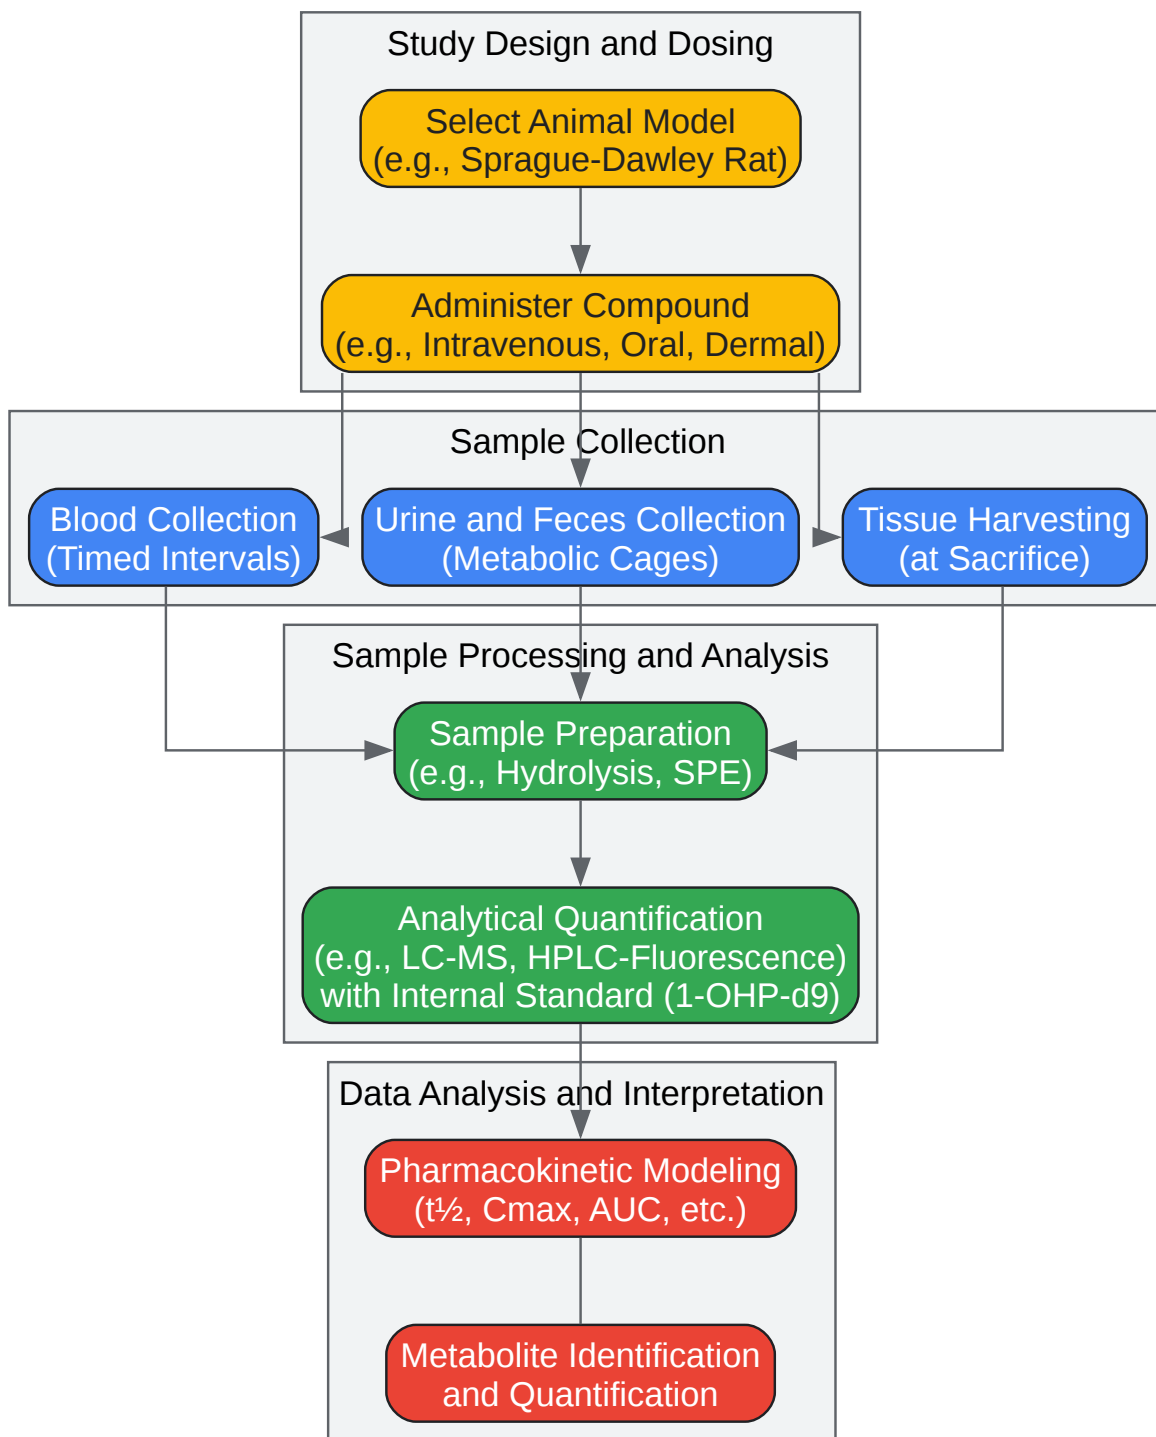 Study Design and Dosing
Select Animal Model
(e.g., Sprague-Dawley Rat)
Administer Compound
(e.g., Intravenous, Oral, Dermal)
Sample Collection
Blood Collection
(Timed Intervals)
Urine and Feces Collection
(Metabolic Cages)
Tissue Harvesting
(at Sacrifice)
Sample Processing and Analysis
Sample Preparation
(e.g., Hydrolysis, SPE)
Analytical Quantification
(e.g., LC-MS, HPLC-Fluorescence)
with Internal Standard (1-OHP-d9)
Data Analysis and Interpretation
Pharmacokinetic Modeling
(t½, Cmax, AUC, etc.)
Metabolite Identification
and Quantification